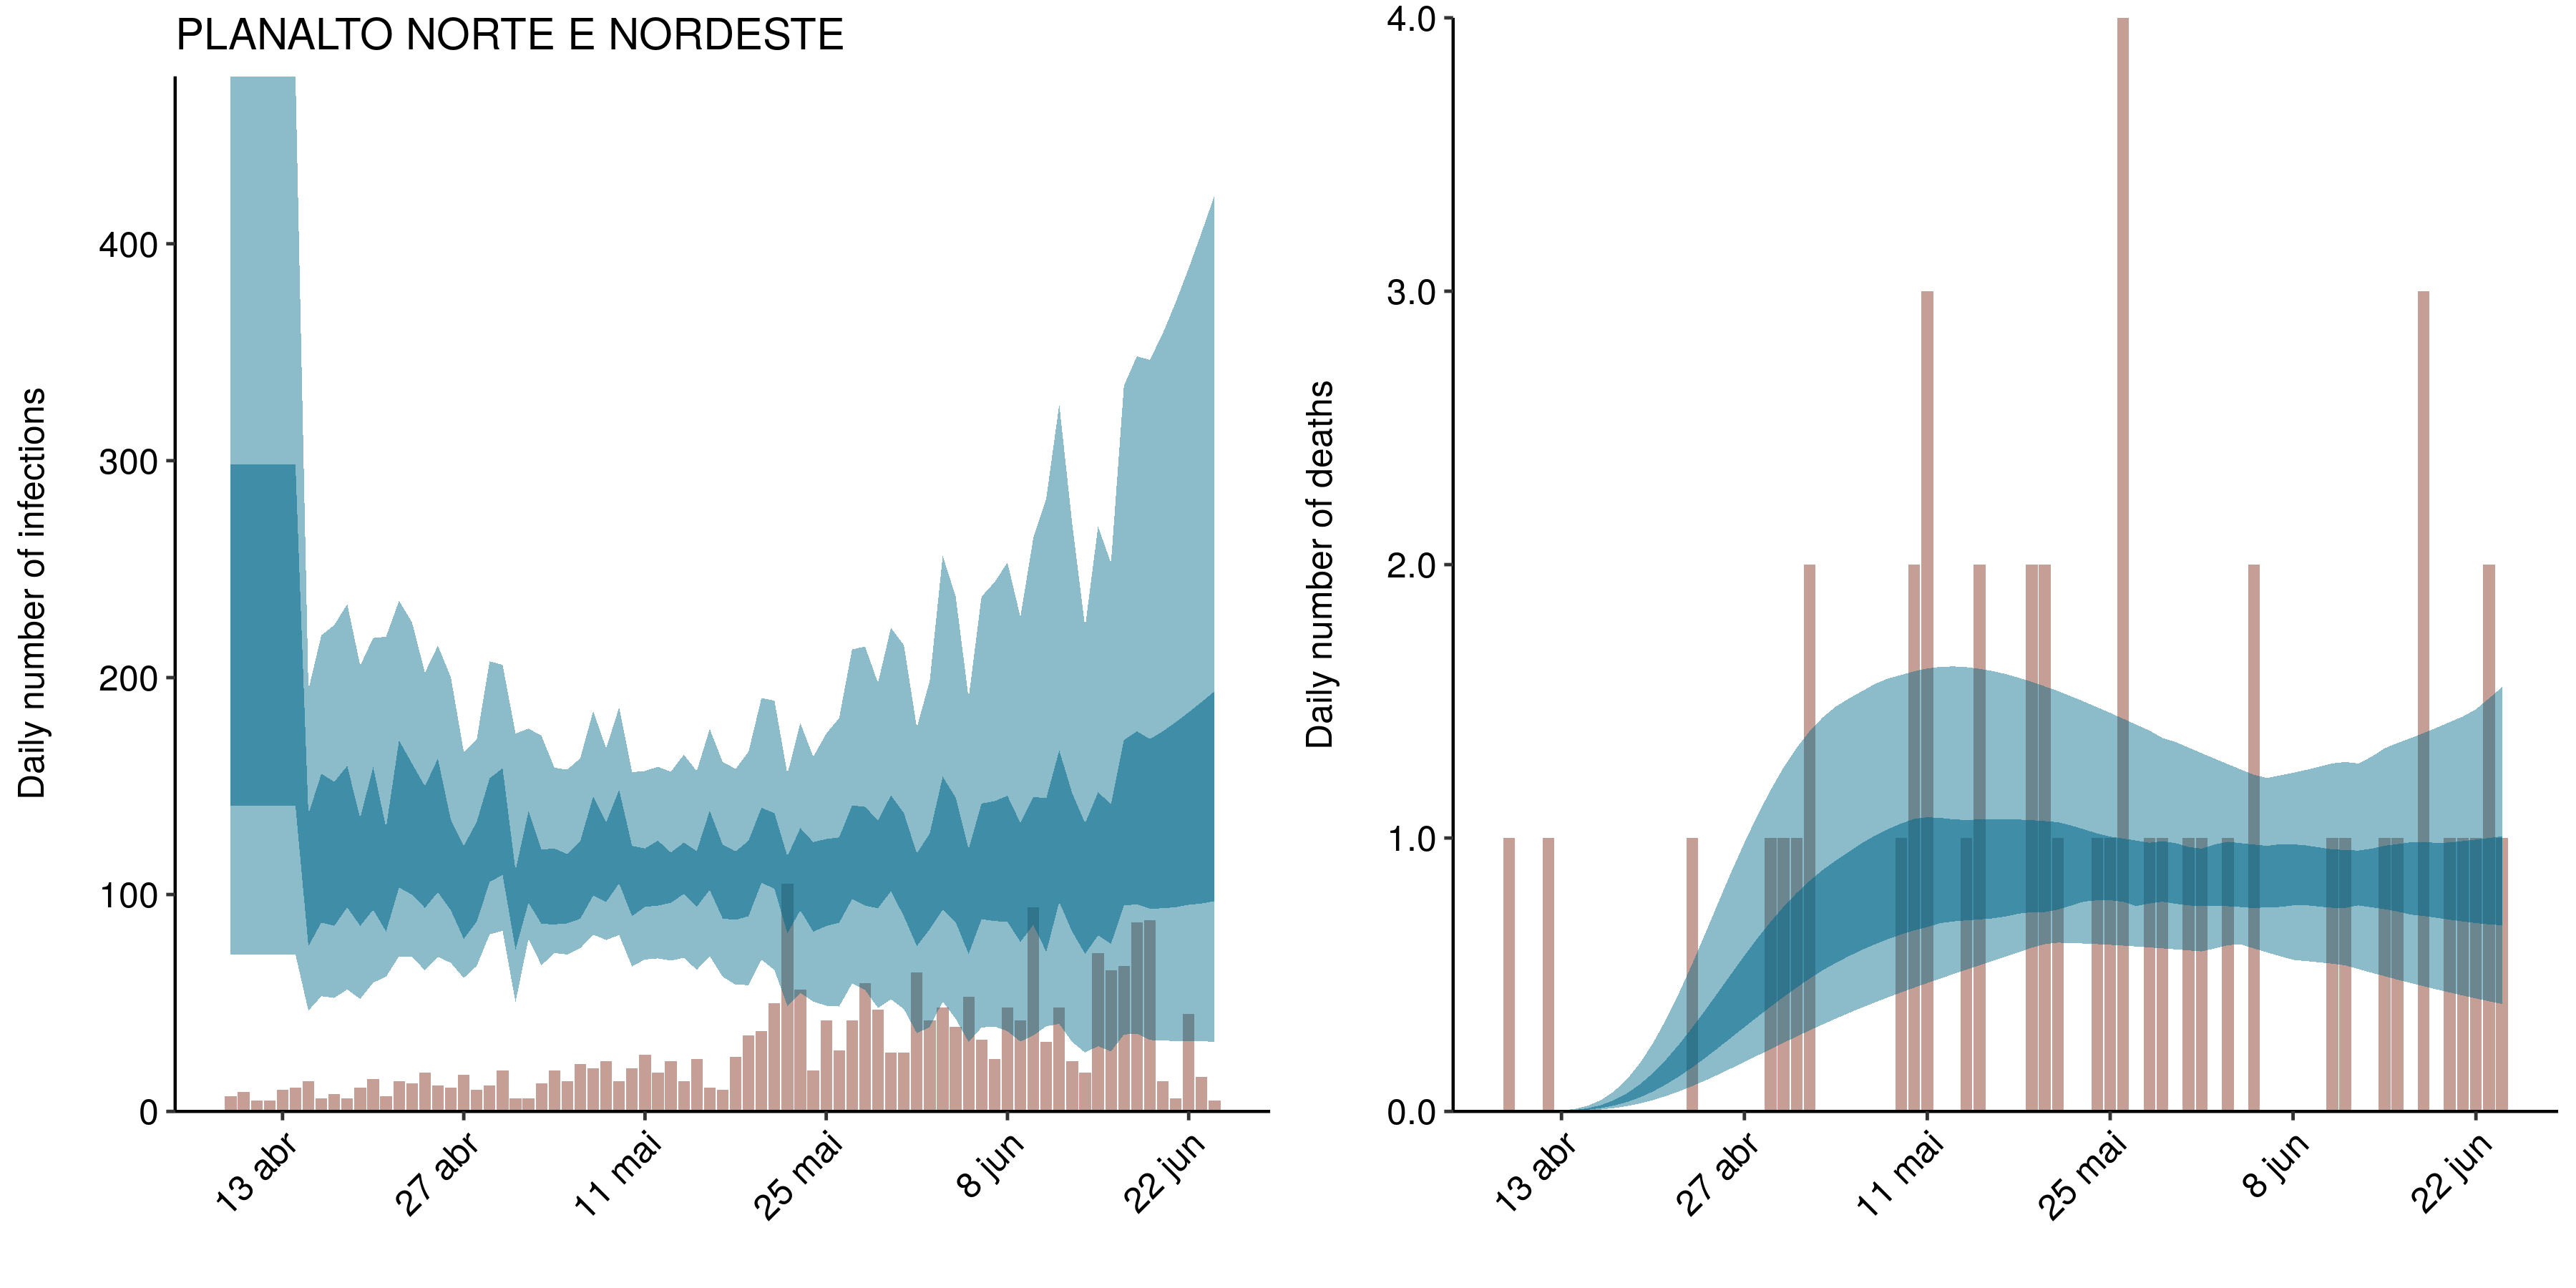 PLANALTO NORTE E NORDESTE
Daily number of infections
400
300
200
100
0
13 abr
27 abr
11 mai
25 mai
8 jun
22 jun
Daily number of deaths
4.0
3.0
2.0
1.0
0.0
13 abr
27 abr
11 mai
25 mai
8 jun
22 jun